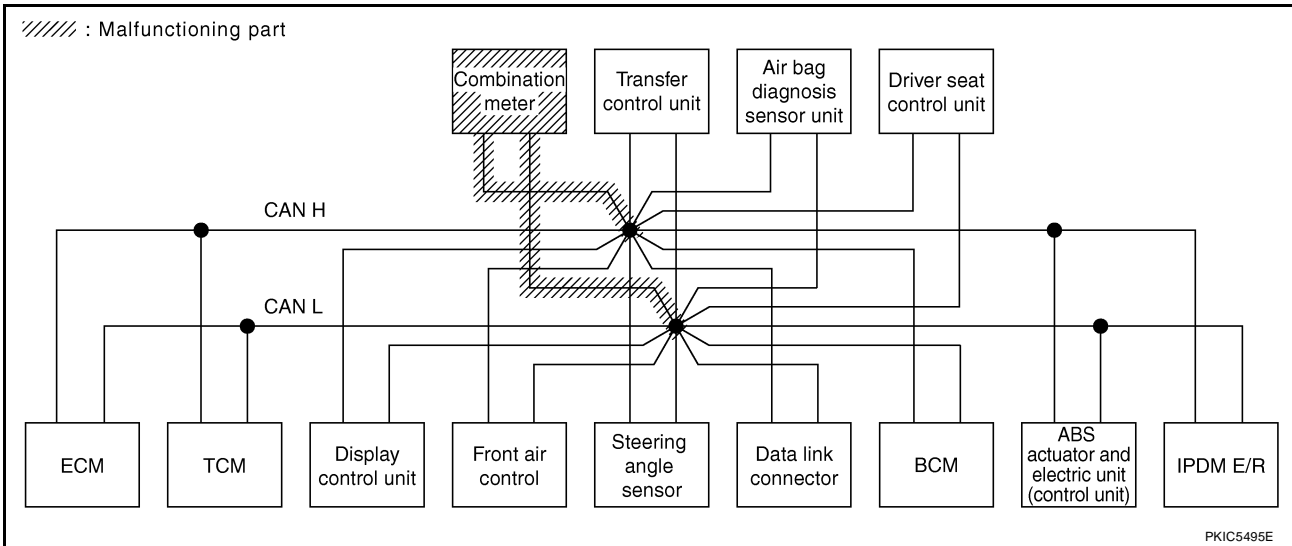 : Malfunctioning part
Combination
meter
Transfer
control unit
Air bag
diagnosis
sensor unit
Driver seat
control unit
CAN H
CAN L
ECM
TCM
Display
control unit
Front air
control
Steering
angle
sensor
Data link
connector
BCM
ABS
actuator and
electric unit
(control unit)
IPDM E/R
PKIC5495E